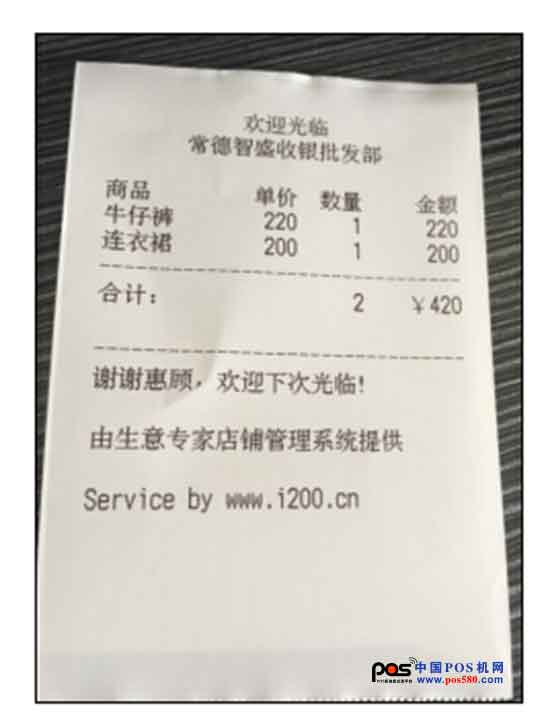 欢迎光临
常德智盛收银批发部
商品 单价 数量 金额
牛仔裤 220 1 220
连衣裙 200 1 200
合计： 2 ￥420
谢谢惠顾，欢迎下次光临!
由生意专家店铺管理系统提供
Service by www.i200.cn
pos 中国POS机网
www.pos580.com